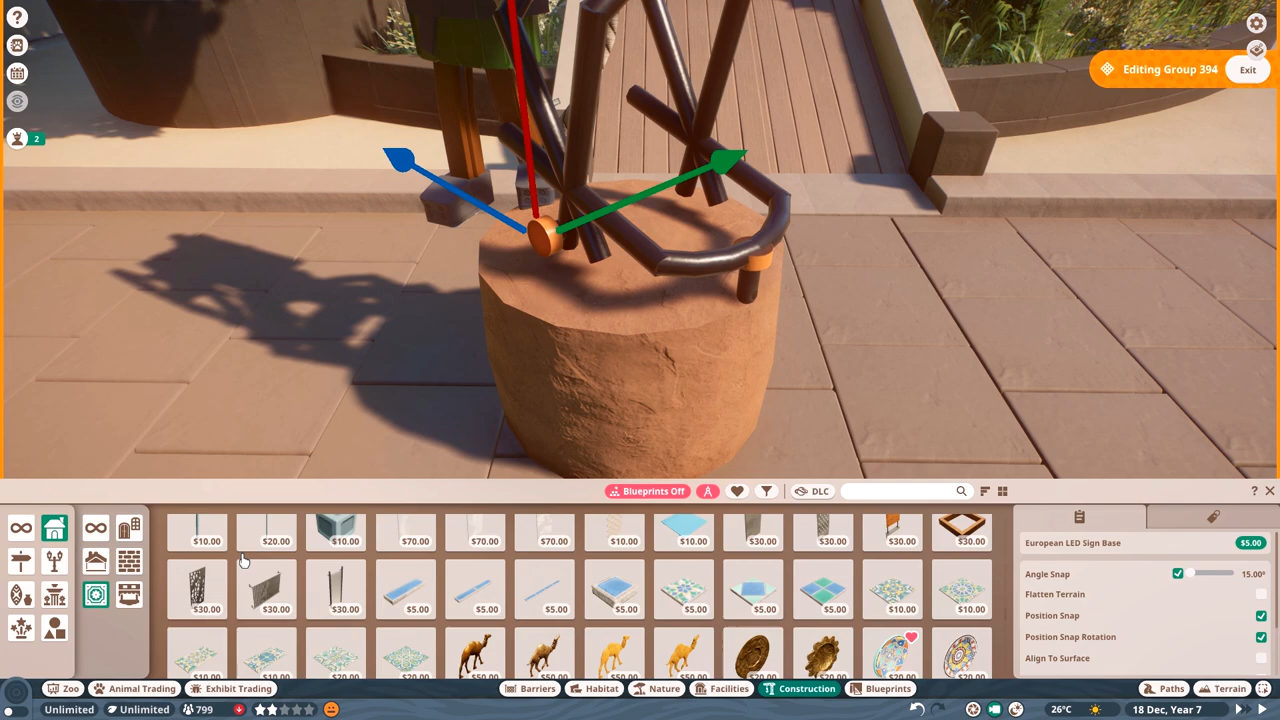 ?
2
Editing Group 394
Exit
Blueprints Off
DLC
?
$10.00 $20.00 $10.00 $70.00 $70.00 $70.00 $10.00 $10.00 $30.00 $30.00 $30.00 $30.00
$30.00 $30.00 $30.00 $5.00 $5.00 $5.00 $5.00 $5.00 $5.00 $5.00 $10.00 $10.00
European LED Sign Base $5.00
Angle Snap 15.00°
Flatten Terrain
Position Snap
Position Snap Rotation
Align To Surface
Zoo Animal Trading Exhibit Trading Barriers Habitat Nature Facilities Construction Blueprints Paths Terrain
Unlimited Unlimited 799 26°C 18 Dec, Year 7